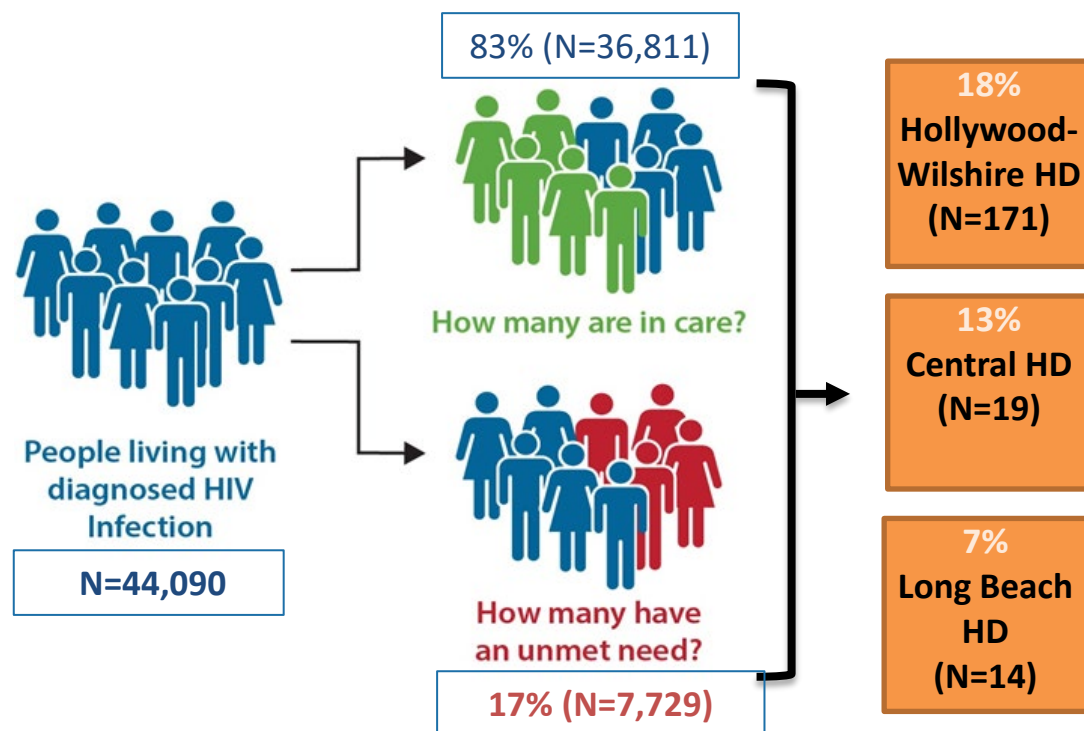 83% (N=36,811)
How many are in care?
People living with
diagnosed HIV
Infection
N=44,090
How many have
an unmet need?
17% (N=7,729)
18%
Hollywood-
Wilshire HD
(N=171)
13%
Central HD
(N=19)
7%
Long Beach
HD
(N=14)